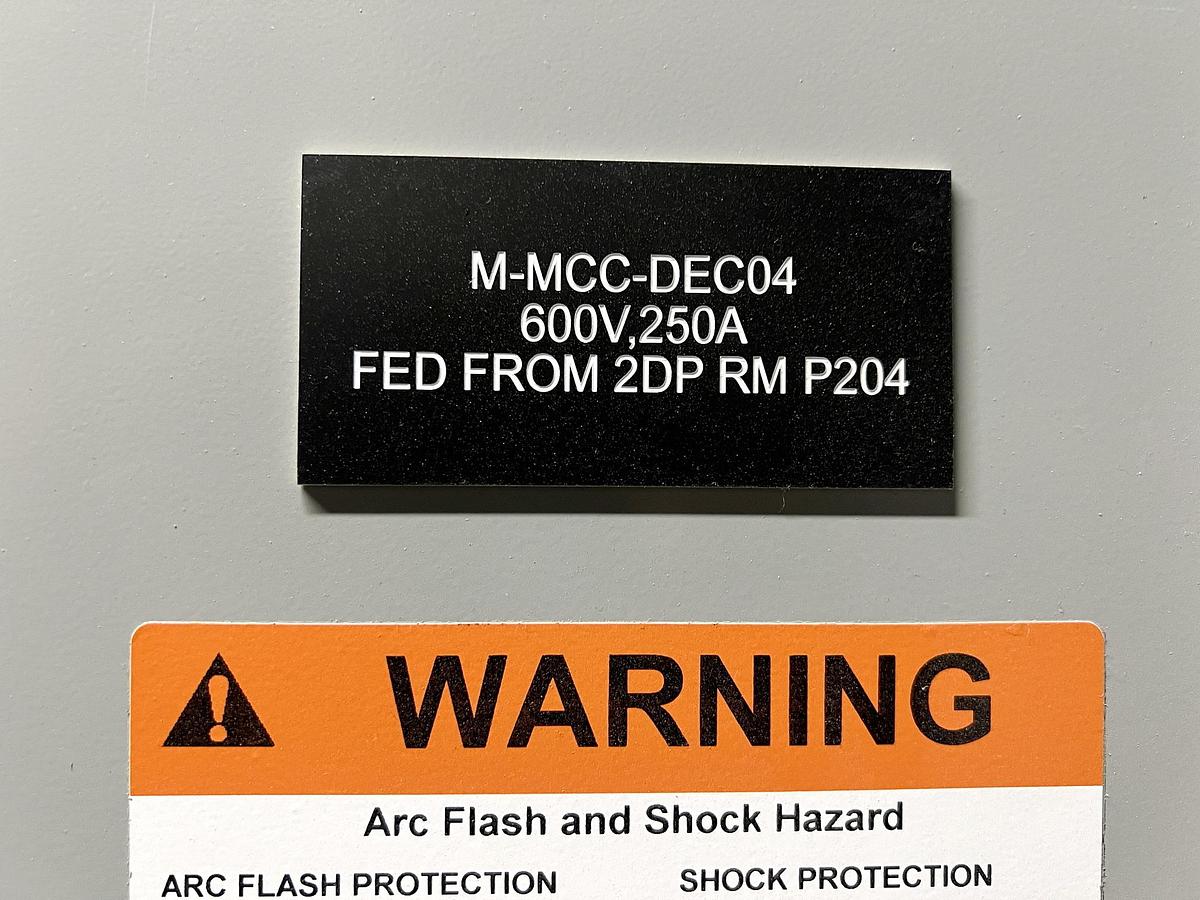 M-MCC-DEC04
600V,250A
FED FROM 2DP RM P204
WARNING
Arc Flash and Shock Hazard
ARC FLASH PROTECTION
SHOCK PROTECTION